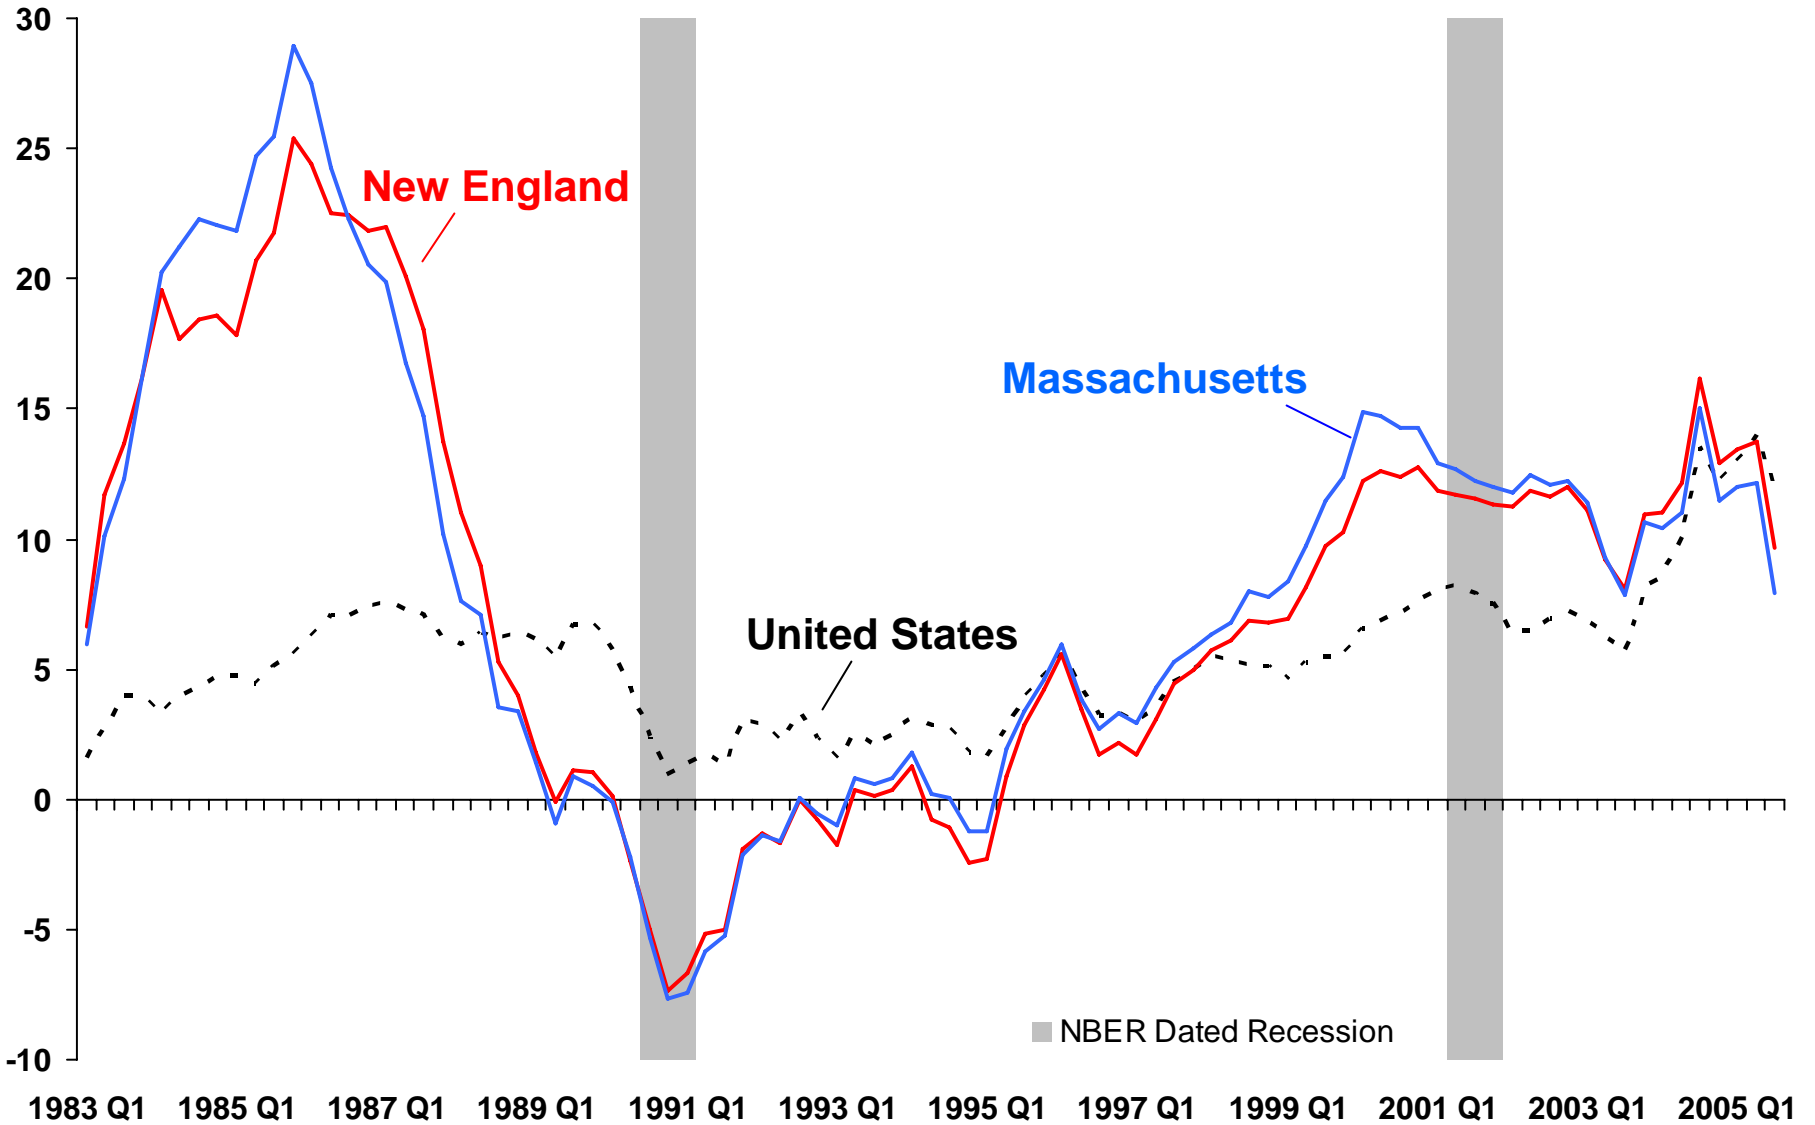 30
25
New England
20
Massachusetts
15
10
United States
5
0
-5
NBER Dated Recession
-10
1983 Q1 1985 Q1 1987 Q1 1989 Q1 1991 Q1 1993 Q1 1995 Q1 1997 Q1 1999 Q1 2001 Q1 2003 Q1 2005 Q1